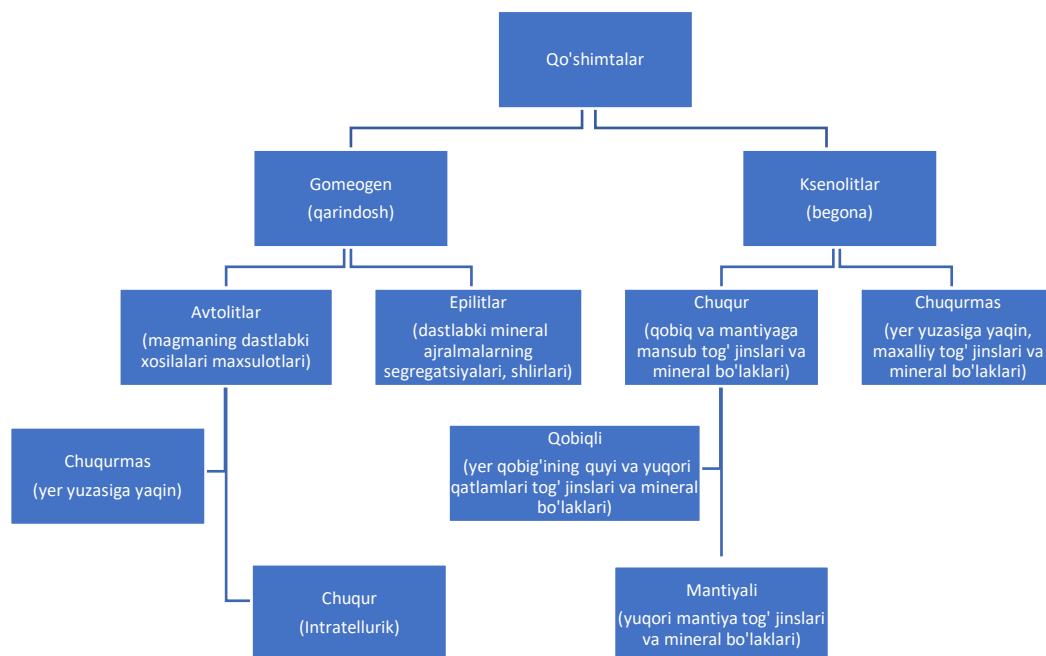 Qo'shimtalar
Gomeogen
(qarindosh)
Ksenolitlar
(begona)
Avtolitlar
(magmaning dastlabki
xosilalari maxsulotlari)
Epilitlar
(dastlabki mineral
ajralmalarning
segregatsiyalari, shlirlari)
Chuqur
(qobiq va mantiyaga
mansub tog' jinslari va
mineral bo'laklari)
Chuqurmas
(yer yuzasiga yaqin,
maxalliy tog' jinslari va
mineral bo'laklari)
Chuqurmas
(yer yuzasiga yaqin)
Qobiqli
(yer qobig'ining quyi va yuqori
qatlamlari tog' jinslari va mineral
bo'laklari)
Chuqur
(Intratellurik)
Mantiyali
(yuqori mantiya tog' jinslari
va mineral bo'laklari)